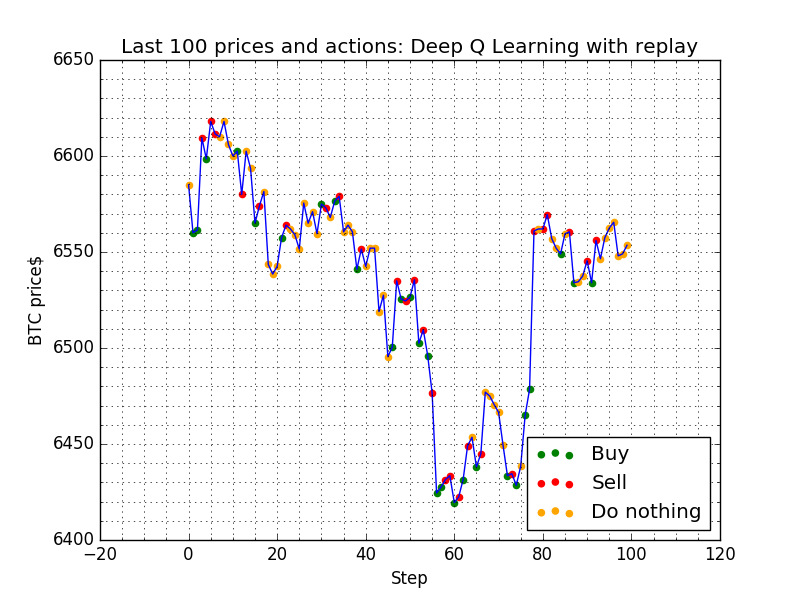 Last 100 prices and actions: Deep Q Learning with replay
6650
6600
6550
6500
6450
6400
BTC price$
Buy
Sell
Do nothing
−20 0 20 40 60 80 100 120
Step